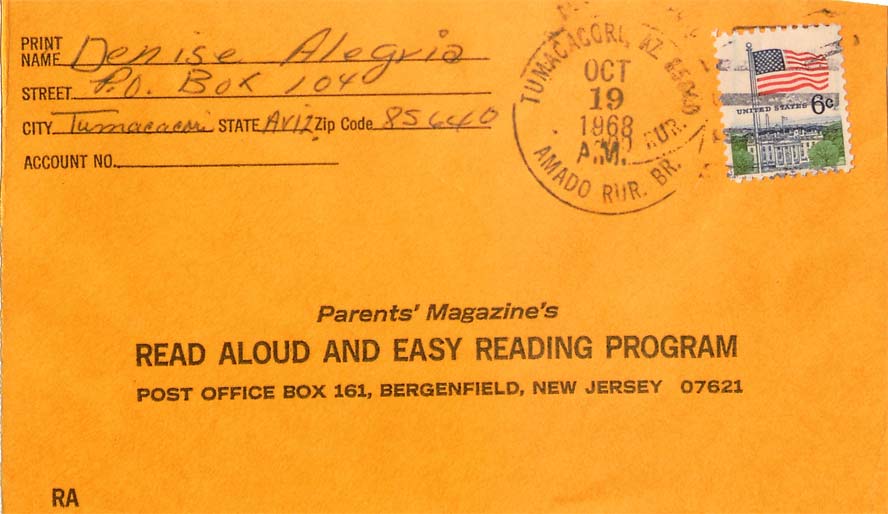 PRINT NAME Denise Alegria
STREET P.O. Box 104
CITY Tumacacori STATE Ariz Zip Code 85640
ACCOUNT NO.
TUMACACORI, AZ 85640
OCT
19
1968
A.M.
RUR.
AMADO RUR. BR.
UNITED STATES 6c
Parents' Magazine's
READ ALOUD AND EASY READING PROGRAM
POST OFFICE BOX 161, BERGENFIELD, NEW JERSEY 07621
RA